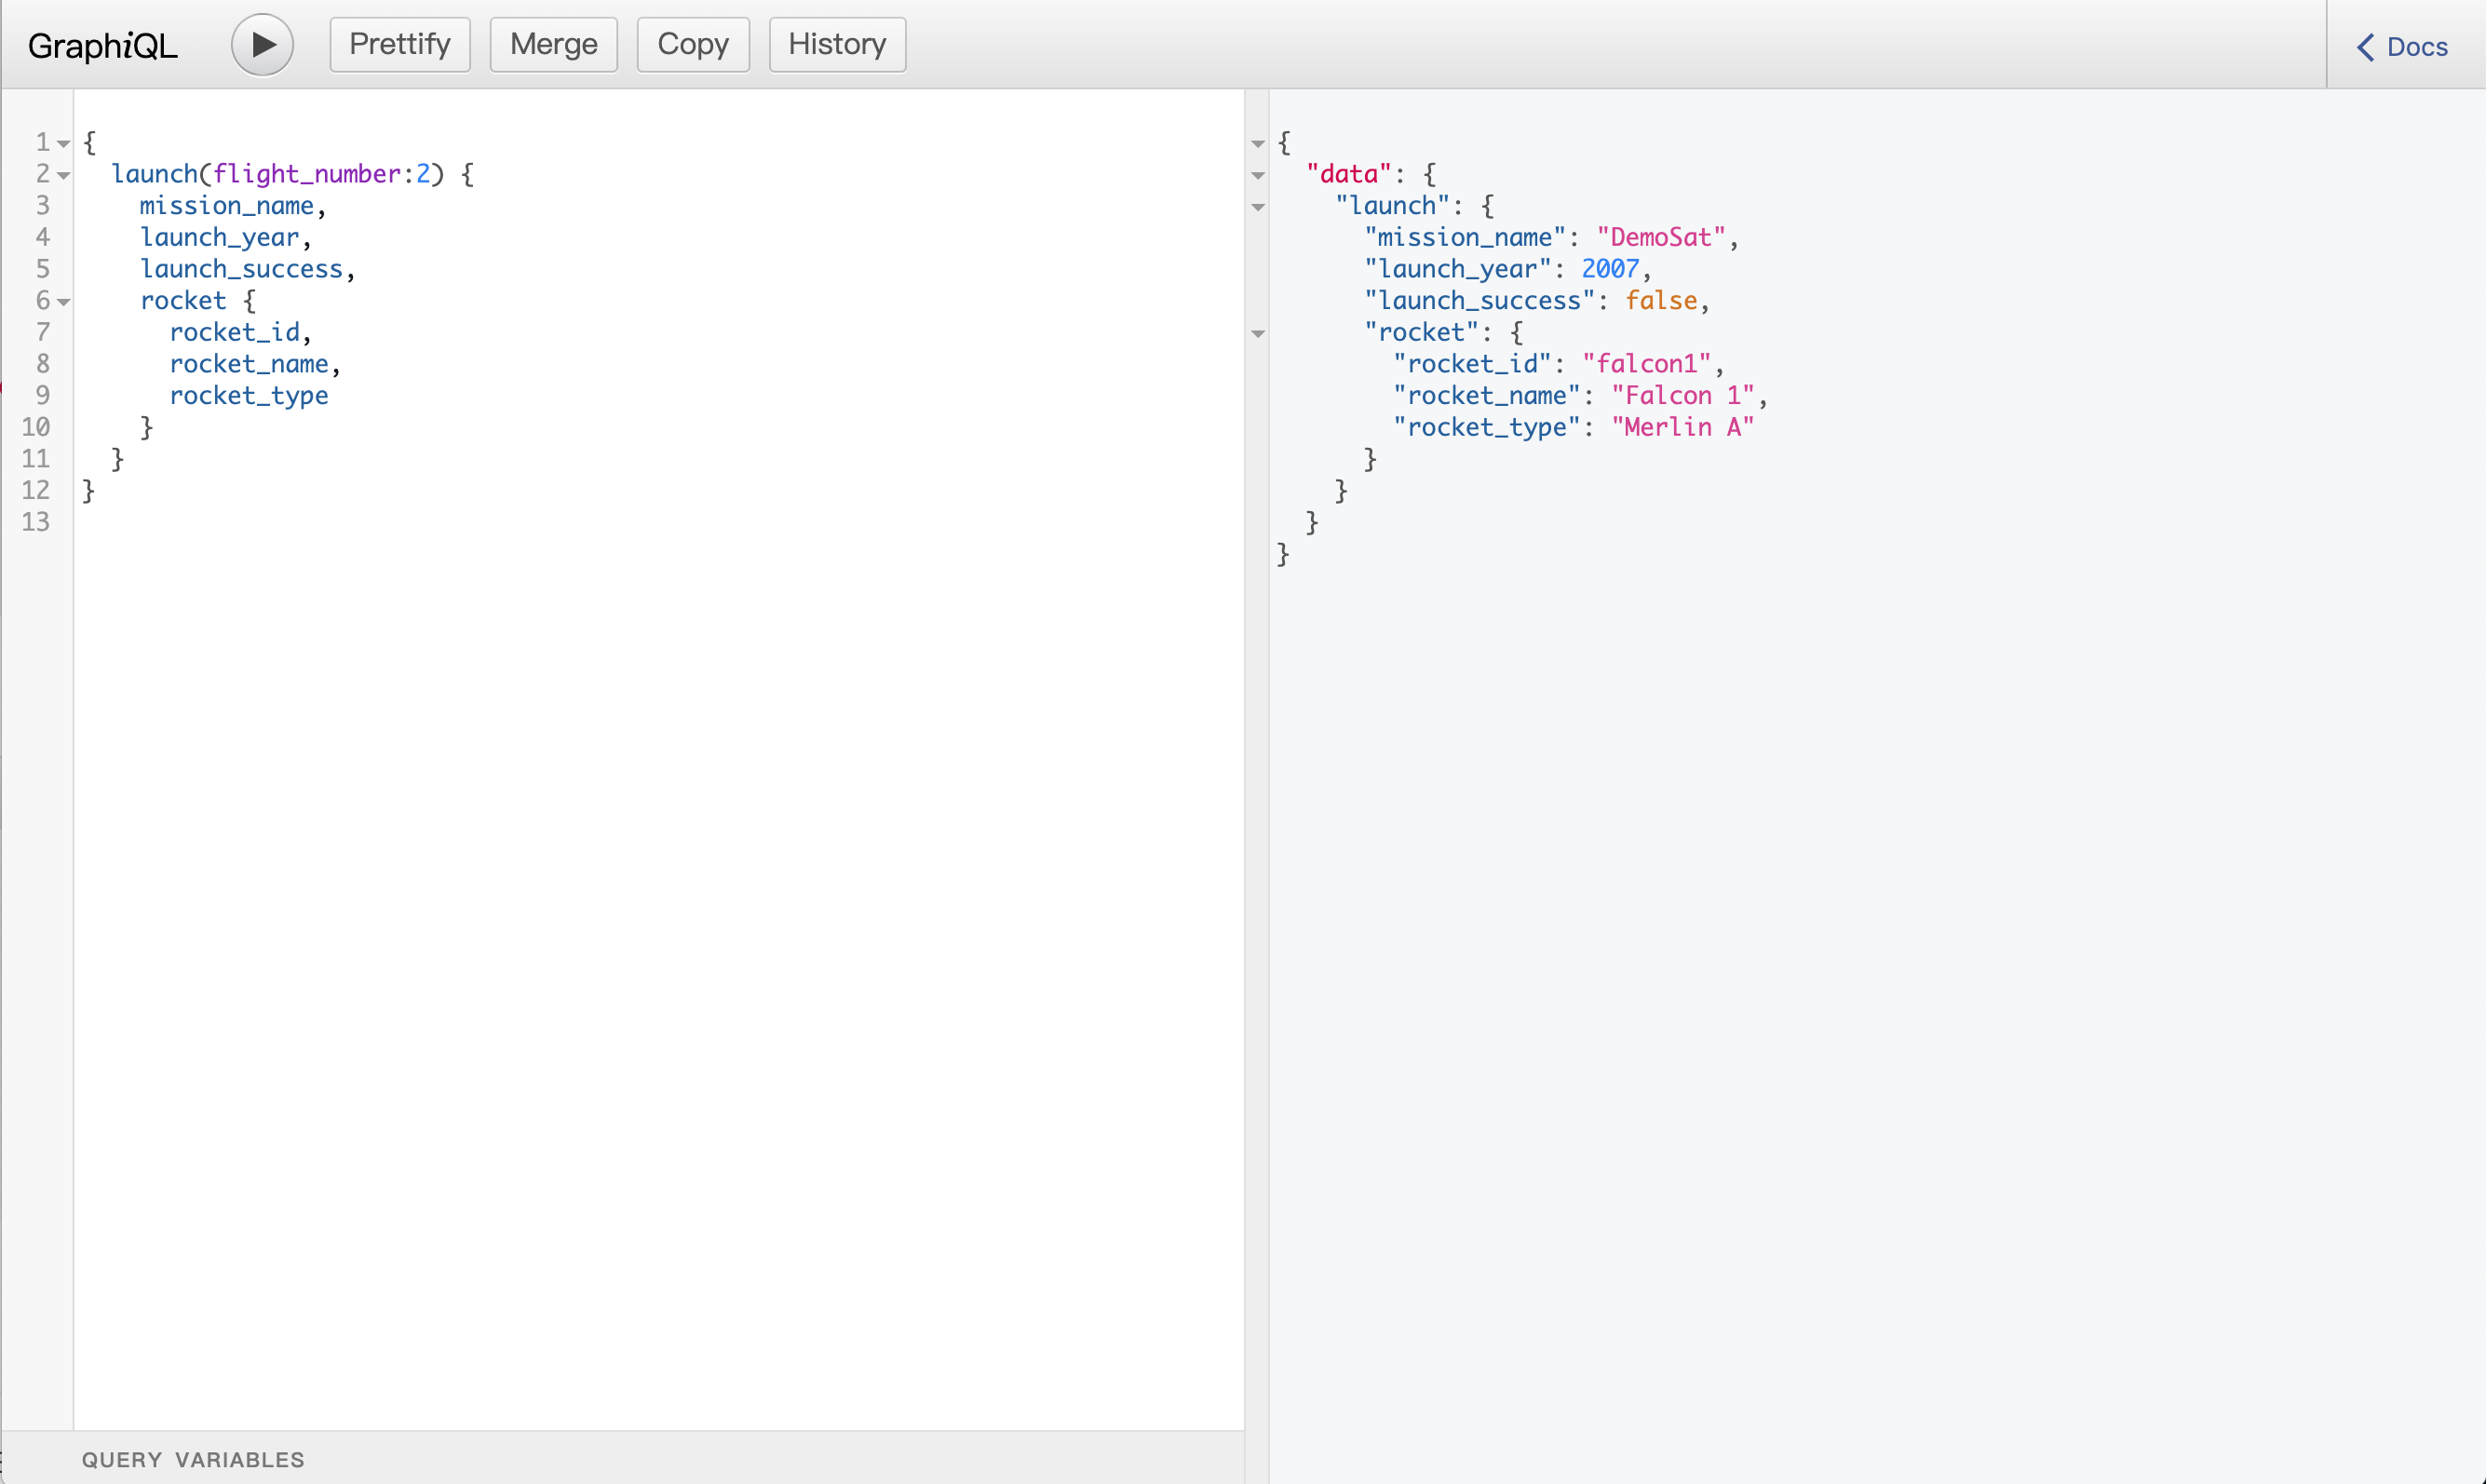 GraphiQL Prettify Merge Copy History Docs
1 {
2 launch(flight_number:2) {
3 mission_name,
4 launch_year,
5 launch_success,
6 rocket {
7 rocket_id,
8 rocket_name,
9 rocket_type
10 }
11 }
12 }
13
{
"data": {
"launch": {
"mission_name": "DemoSat",
"launch_year": 2007,
"launch_success": false,
"rocket": {
"rocket_id": "falcon1",
"rocket_name": "Falcon 1",
"rocket_type": "Merlin A"
}
}
}
}
QUERY VARIABLES